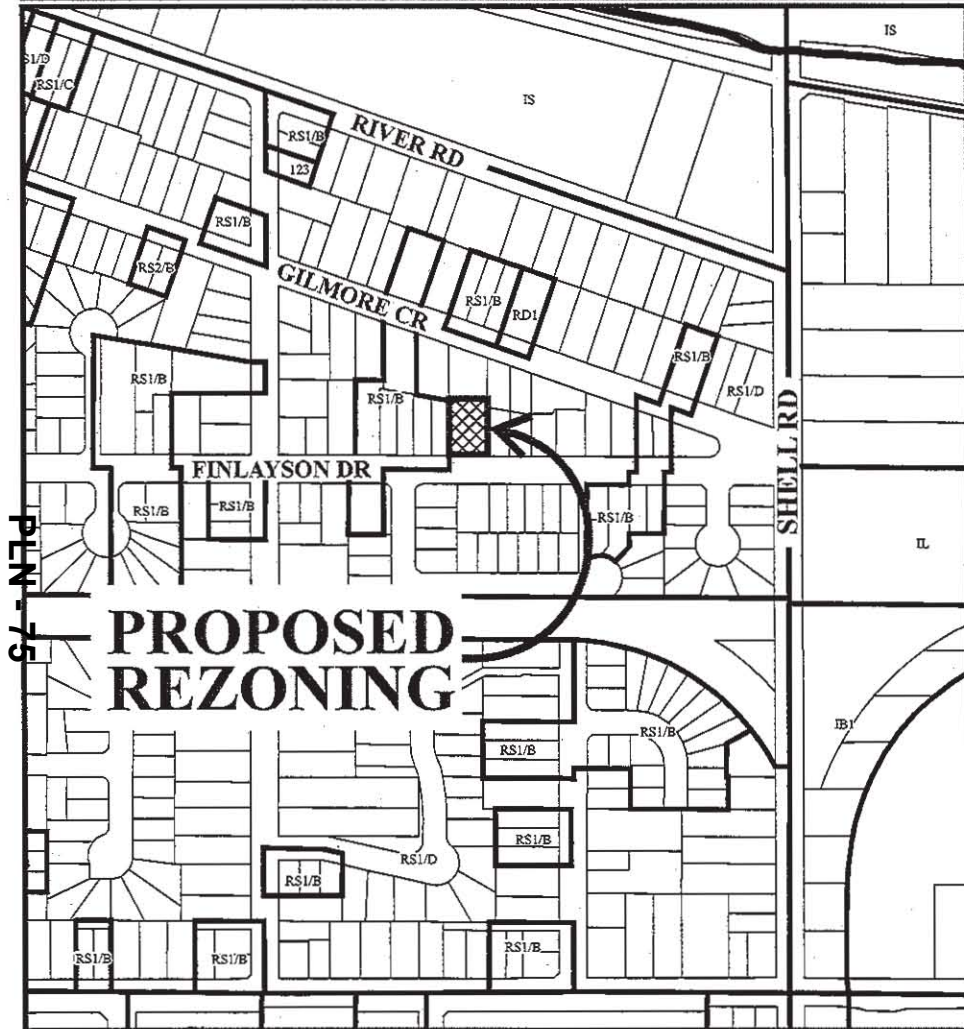 IS
S1/D
RS1/C
IS
RS1/B
123
RIVER RD
RS1/B
RS2/B
GILMORE CR
RS1/B
RD1
RS1/B
RS1/D
RS1/B
RS1/B
SHELL RD
FINLAYSON DR
RS1/B
RS1/B
RS1/B
IL
PLN - 75
PROPOSED
REZONING
RS1/B
IB1
RS1/B
RS1/B
RS1/D
RS1/B
RS1/B
RS1/B
RS1/B